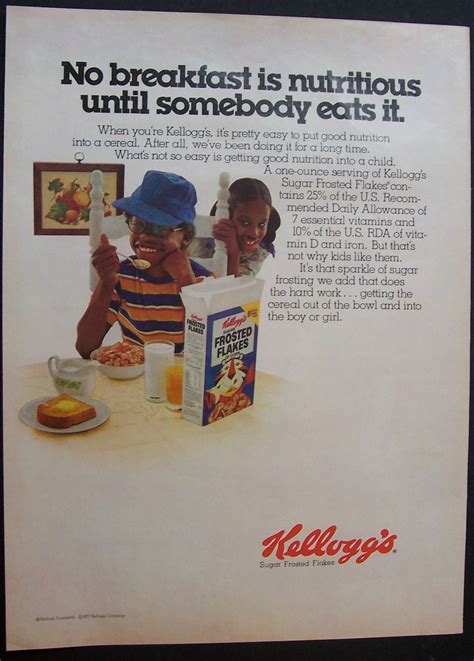 No breakfast is nutritious
until somebody eats it.
When you're Kellogg's, it's pretty easy to put good nutrition
into a cereal. After all, we've been doing it for a long time.
What's not so easy is getting good nutrition into a child.
A one-ounce serving of Kellogg's
Sugar Frosted Flakes® con-
tains 25% of the U.S. Recom-
mended Daily Allowance of
7 essential vitamins and
10% of the U.S. RDA of vita-
min D and iron. But that's
not why kids like them.
It's that sparkle of sugar
frosting we add that does
the hard work... getting the
cereal out of the bowl and into
the boy or girl.
Kellogg's
SUGAR
FROSTED
FLAKES
FROSTED
FLAKES
Kellogg's®
Sugar Frosted Flakes